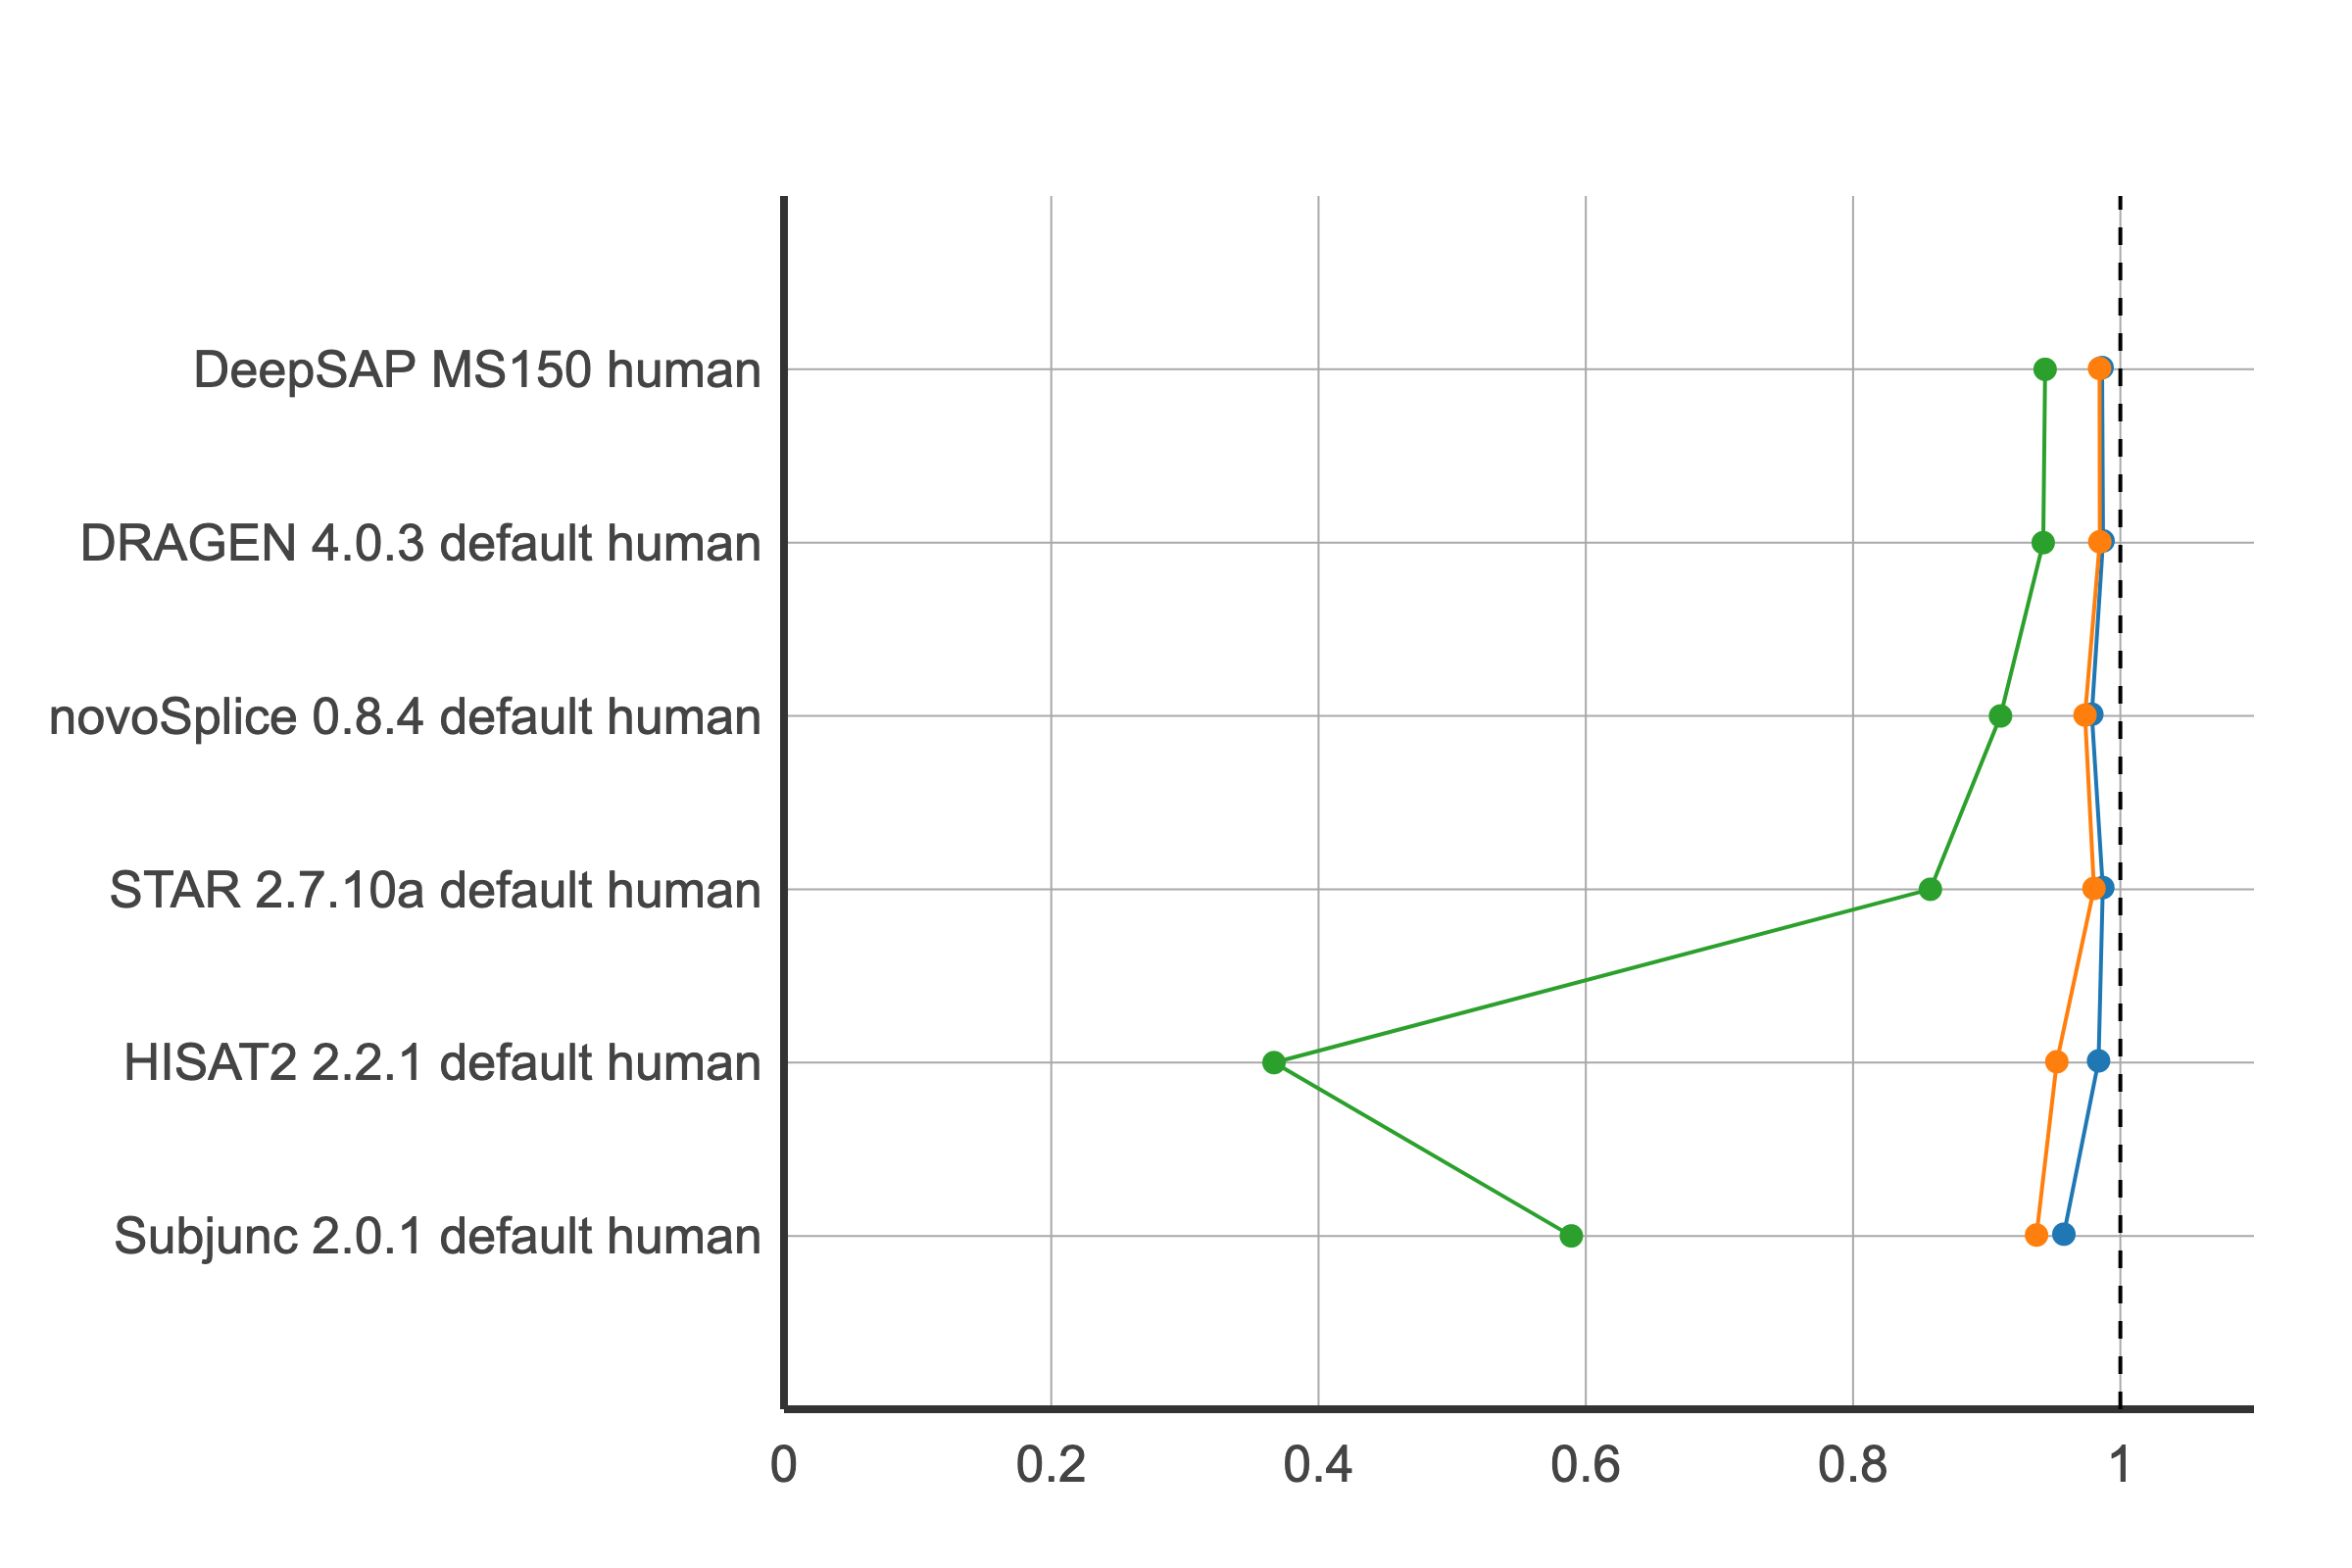 DeepSAP MS150 human
DRAGEN 4.0.3 default human
novoSplice 0.8.4 default human
STAR 2.7.10a default human
HISAT2 2.2.1 default human
Subjunc 2.0.1 default human
0 0.2 0.4 0.6 0.8 1